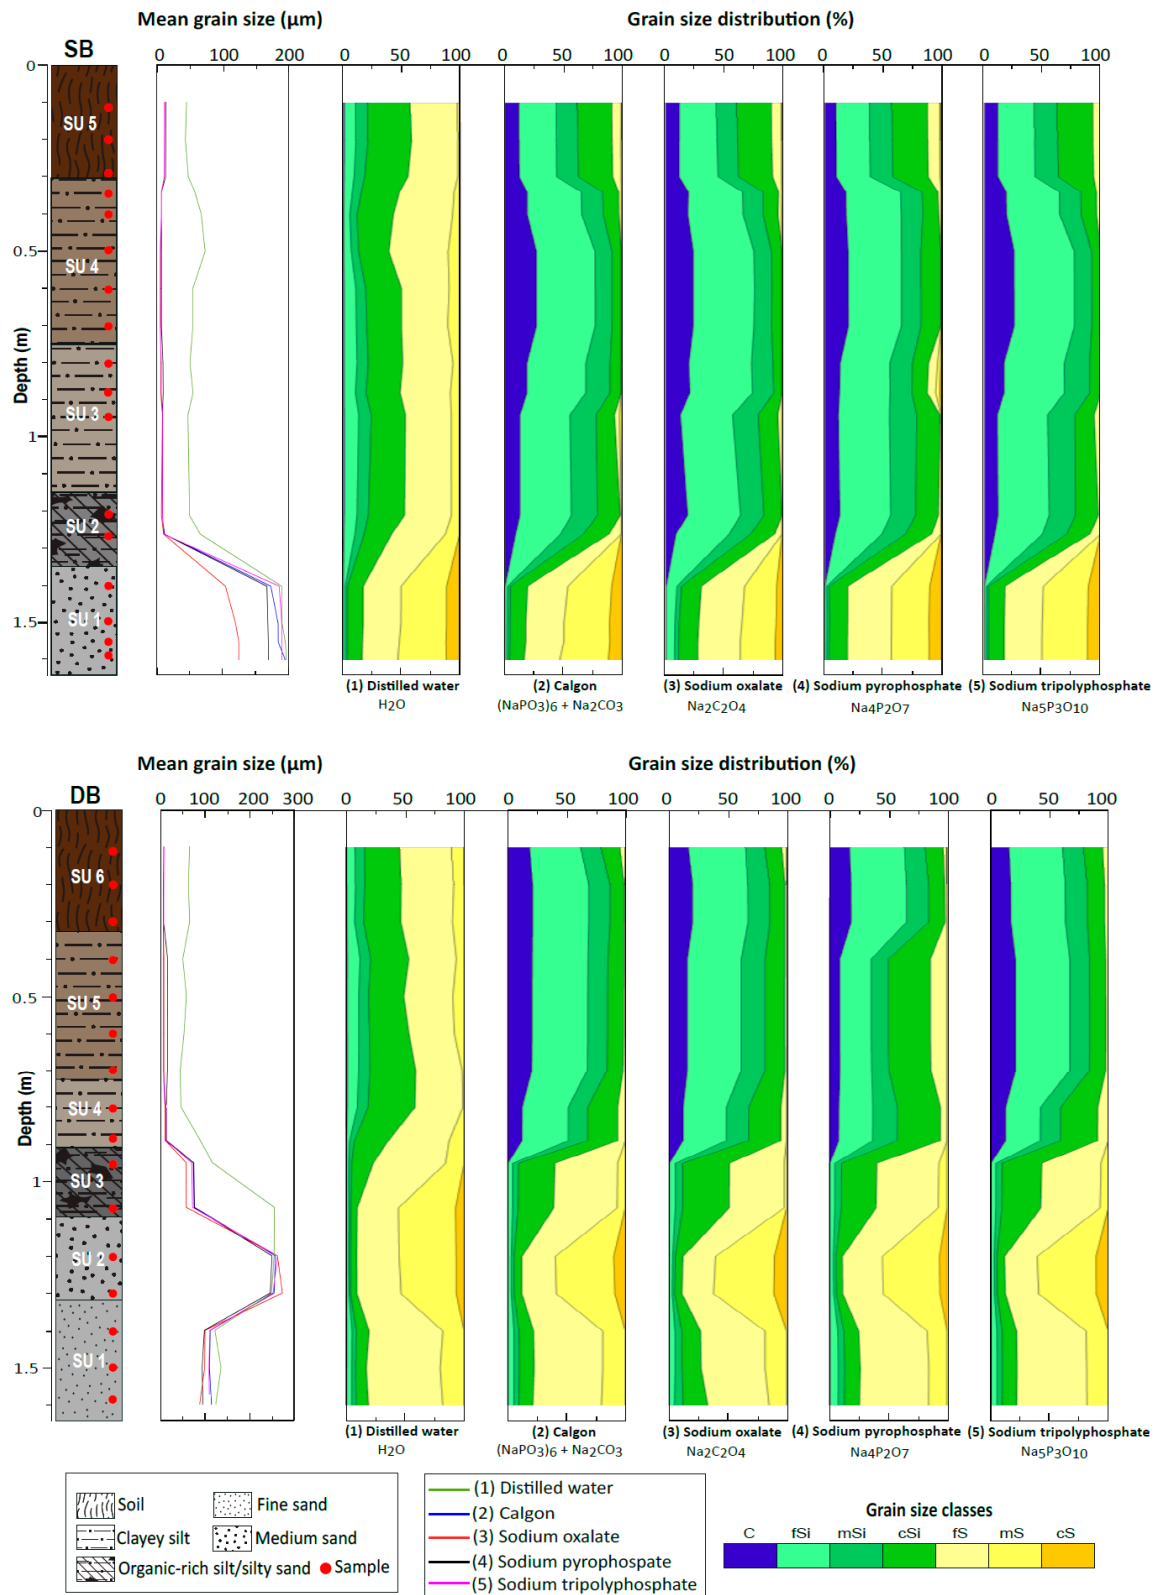 Mean grain size (µm) Grain size distribution (%)
SB
0 100 200 0 50 100 0 50 100 0 50 100 0 50 100 0 50 100
0
SU 5
0.5
SU 4
Depth (m)
SU 3
1
SU 2
1.5
SU 1
(1) Distilled water (2) Calgon (3) Sodium oxalate (4) Sodium pyrophosphate (5) Sodium tripolyphosphate
H2O (NaPO3)6 + Na2CO3 Na2C2O4 Na4P2O7 Na5P3O10
Mean grain size (µm) Grain size distribution (%)
DB
0 100 200 300 0 50 100 0 50 100 0 50 100 0 50 100 0 50 100
0
SU 6
0.5
SU 5
Depth (m)
SU 4
1
SU 3
SU 2
SU 1
1.5
(1) Distilled water (2) Calgon (3) Sodium oxalate (4) Sodium pyrophosphate (5) Sodium tripolyphosphate
H2O (NaPO3)6 + Na2CO3 Na2C2O4 Na4P2O7 Na5P3O10
Soil Fine sand
Clayey silt Medium sand
Organic-rich silt/silty sand Sample
(1) Distilled water
(2) Calgon
(3) Sodium oxalate
(4) Sodium pyrophospate
(5) Sodium tripolyphosphate
Grain size classes
C fSi mSi cSi fS mS cS